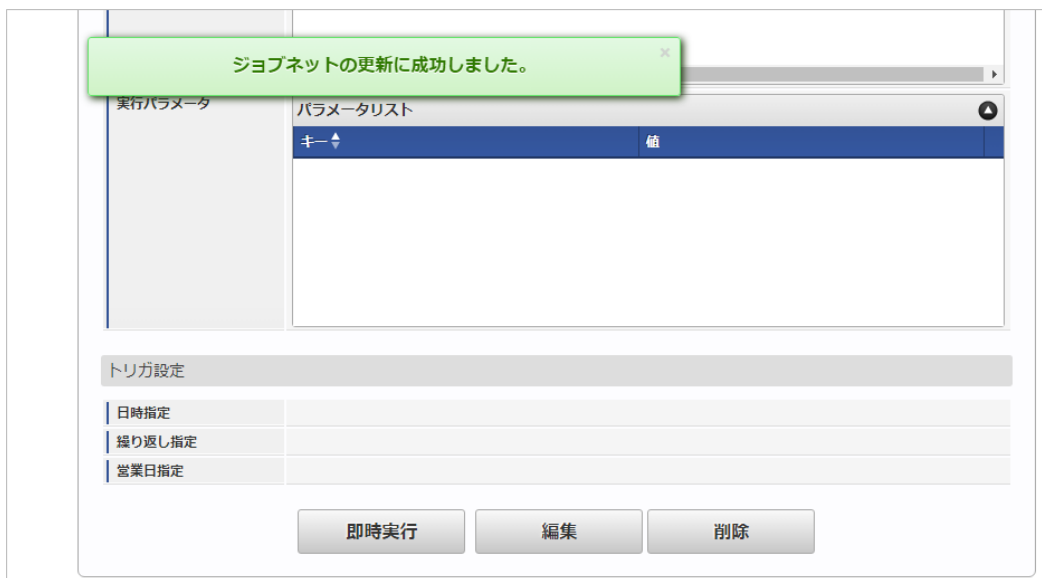 ジョブネットの更新に成功しました。
×
実行パラメータ
パラメータリスト
キー 値
トリガ設定
日時指定
繰り返し指定
営業日指定
即時実行 編集 削除